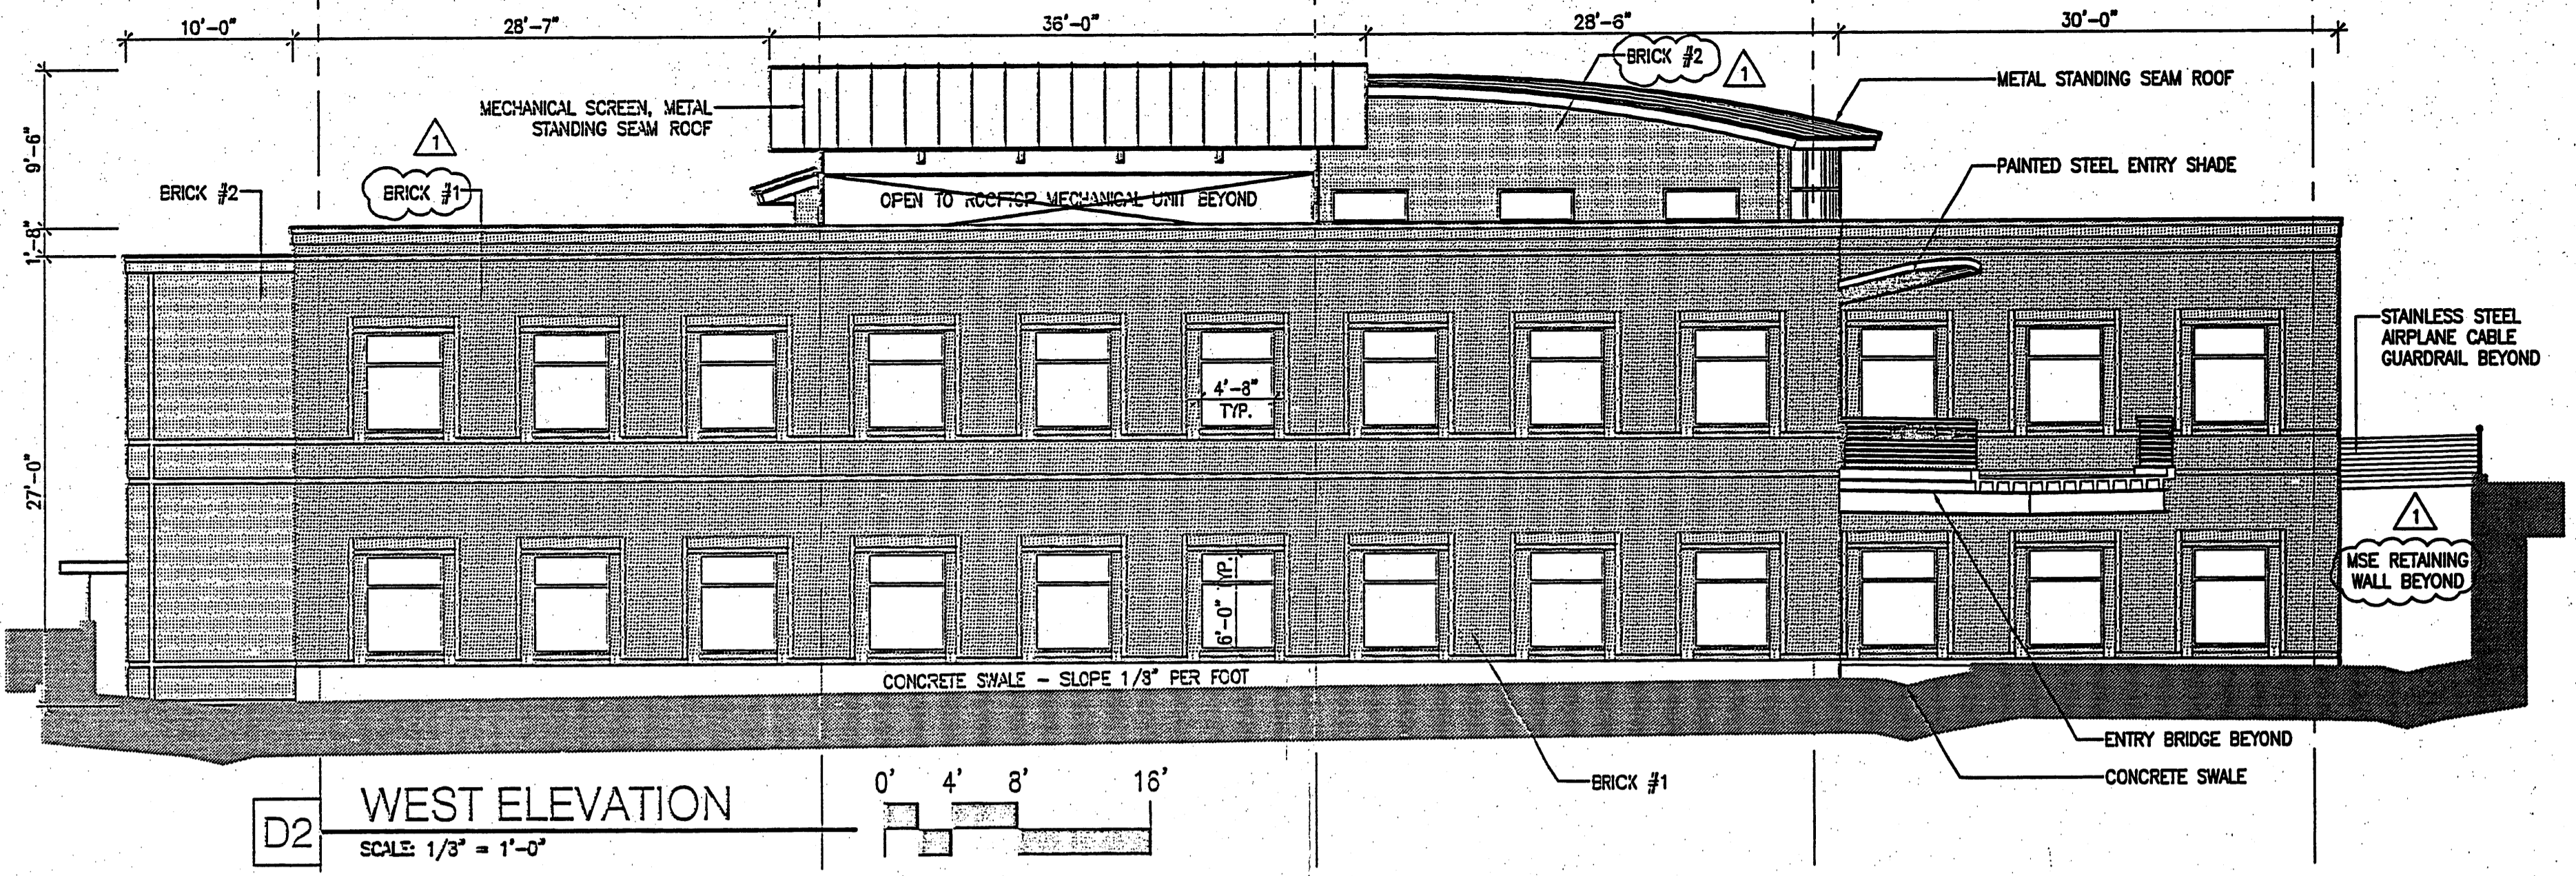 10'-0"
28'-7"
36'-0"
28'-6"
30'-0"
BRICK #2
1
METAL STANDING SEAM ROOF
MECHANICAL SCREEN, METAL
STANDING SEAM ROOF
1
9'-6"
PAINTED STEEL ENTRY SHADE
BRICK #2
BRICK #1
OPEN TO ROOFTOP MECHANICAL UNIT BEYOND
1'-8"
STAINLESS STEEL
AIRPLANE CABLE
GUARDRAIL BEYOND
4'-8"
TYP.
27'-0"
1
MSE RETAINING
WALL BEYOND
6'-0" TYP.
CONCRETE SWALE - SLOPE 1/8" PER FOOT
ENTRY BRIDGE BEYOND
CONCRETE SWALE
BRICK #1
D2
WEST ELEVATION
SCALE: 1/8" = 1'-0"
0' 4' 8' 16'